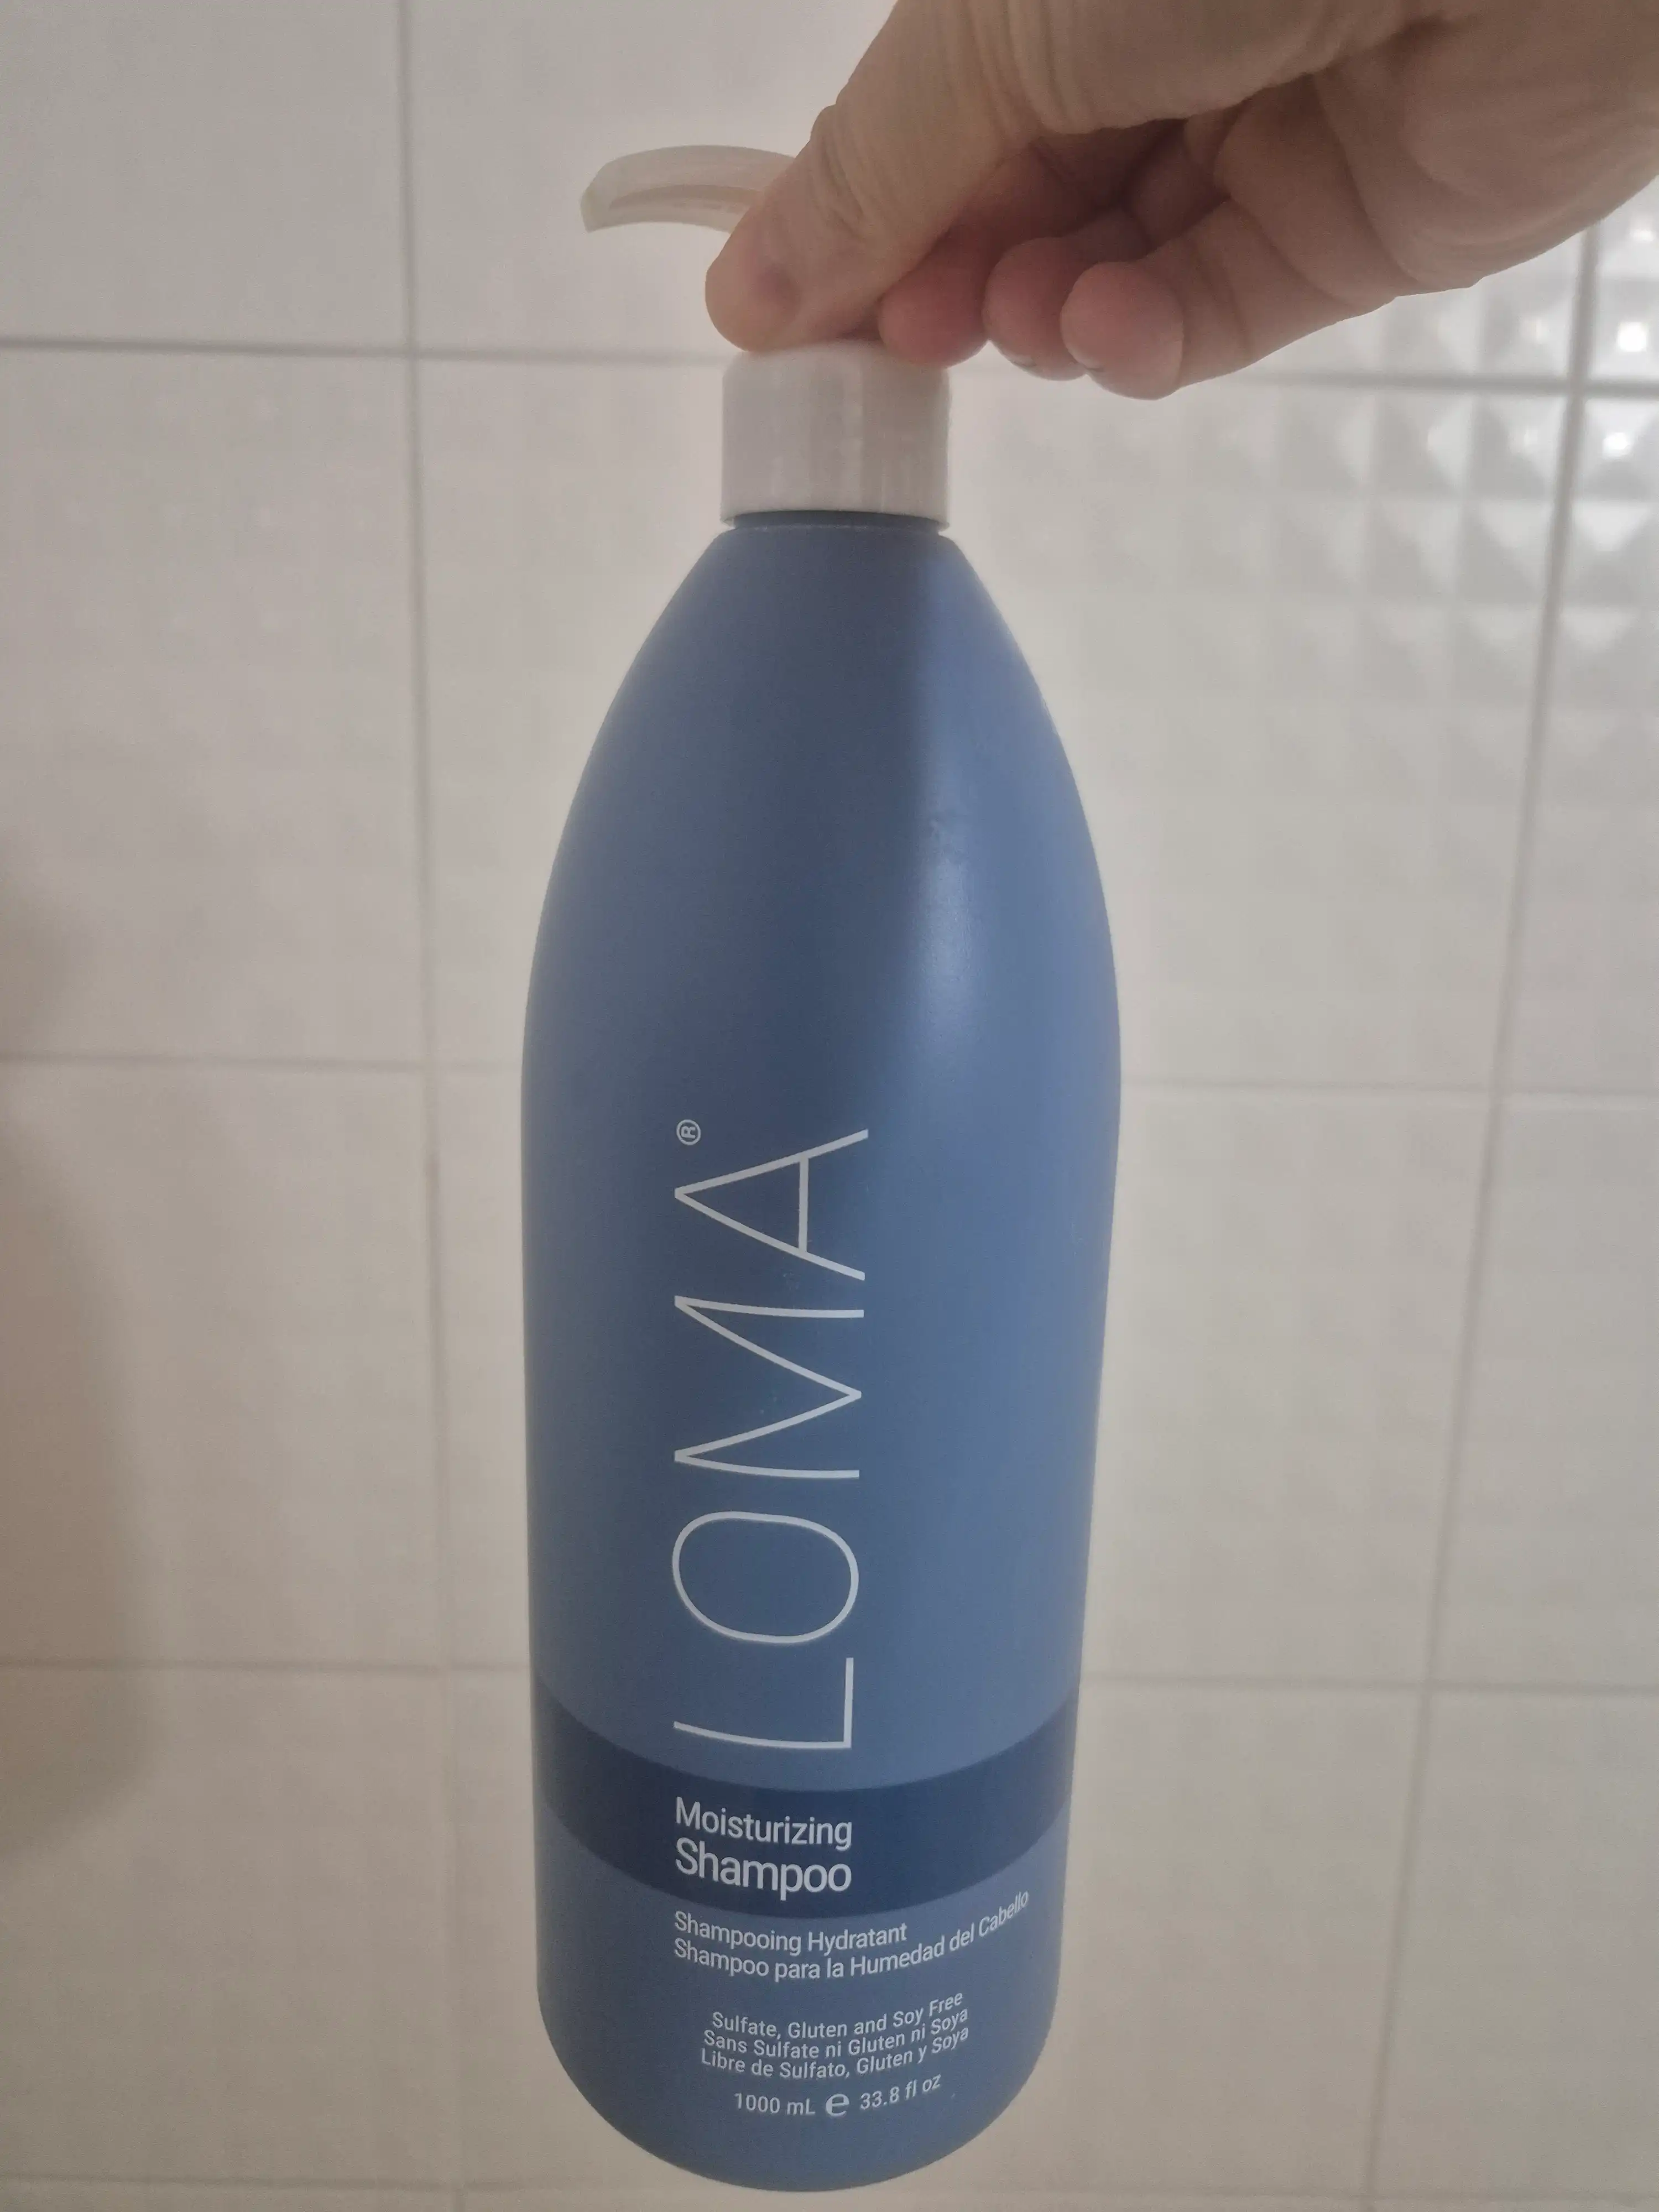 LOMA®
Moisturizing
Shampoo
Shampooing Hydratant
Shampoo para la Humedad del Cabello
Sulfate, Gluten and Soy Free
Sans Sulfate ni Gluten ni Soya
Libre de Sulfato, Gluten y Soya
1000 mL ℮ 33.8 fl oz